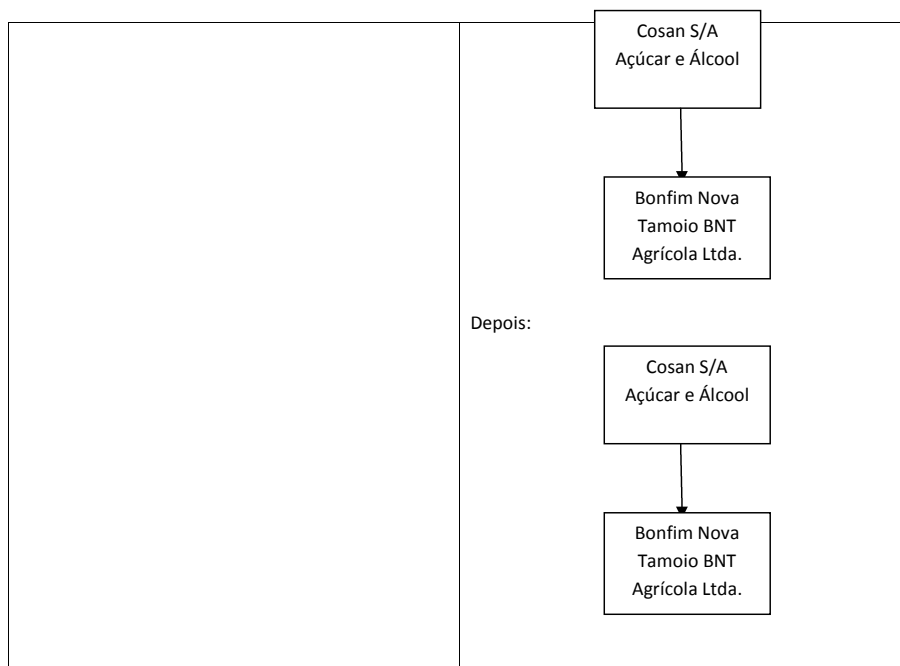 Cosan S/A
Açúcar e Álcool
Bonfim Nova
Tamoio BNT
Agrícola Ltda.
Depois:
Cosan S/A
Açúcar e Álcool
Bonfim Nova
Tamoio BNT
Agrícola Ltda.